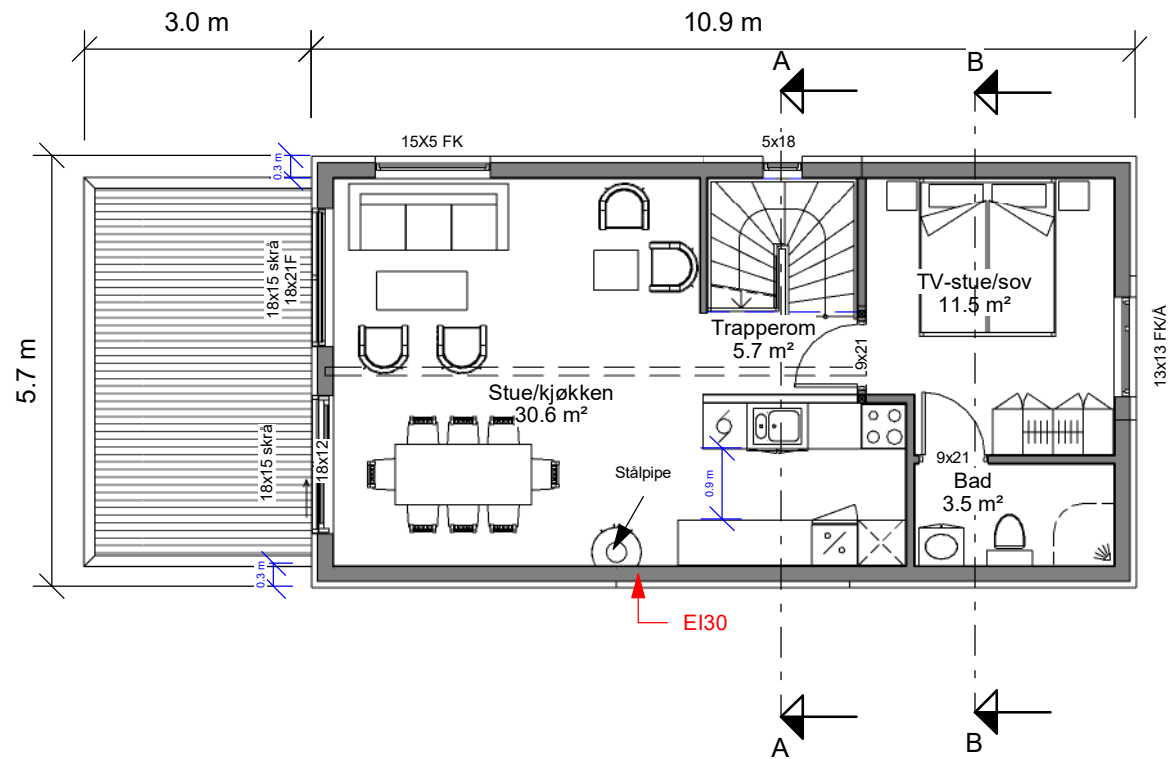 3.0 m
10.9 m
A
B
15X5 FK
5x18
0.3 m
5.7 m
18x15 skrå
18x21F
TV-stue/sov
11.5 m²
Trapperom
5.7 m²
9x21
13x13 FK/Å
Stue/kjøkken
30.6 m²
18x15 skrå
18x12
Stålpipe
0.9 m
9x21
Bad
3.5 m²
0.3 m
EI30
A
B